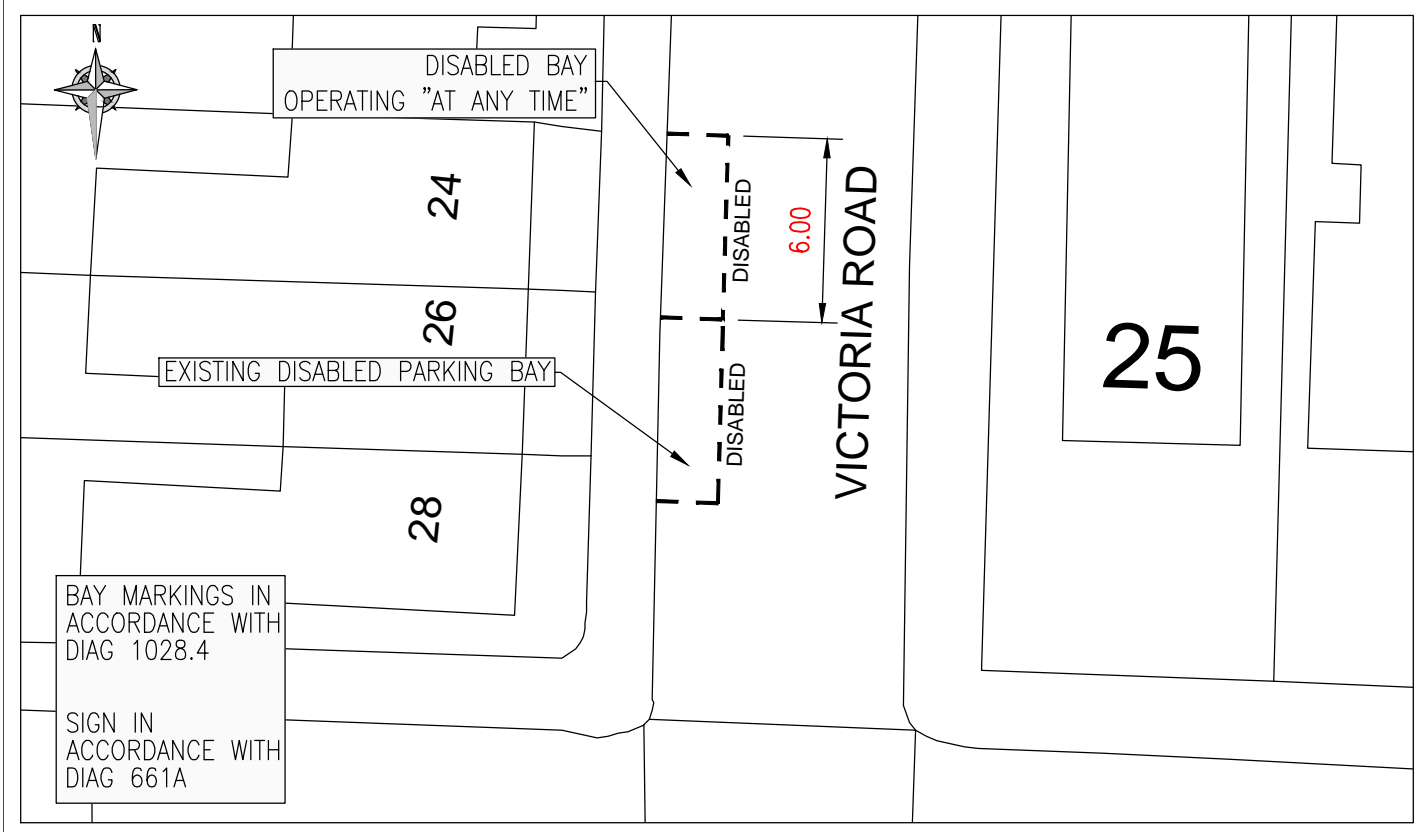 N
DISABLED BAY
OPERATING "AT ANY TIME"
24
DISABLED
6.00
VICTORIA ROAD
26
25
EXISTING DISABLED PARKING BAY
DISABLED
28
BAY MARKINGS IN
ACCORDANCE WITH
DIAG 1028.4
SIGN IN
ACCORDANCE WITH
DIAG 661A